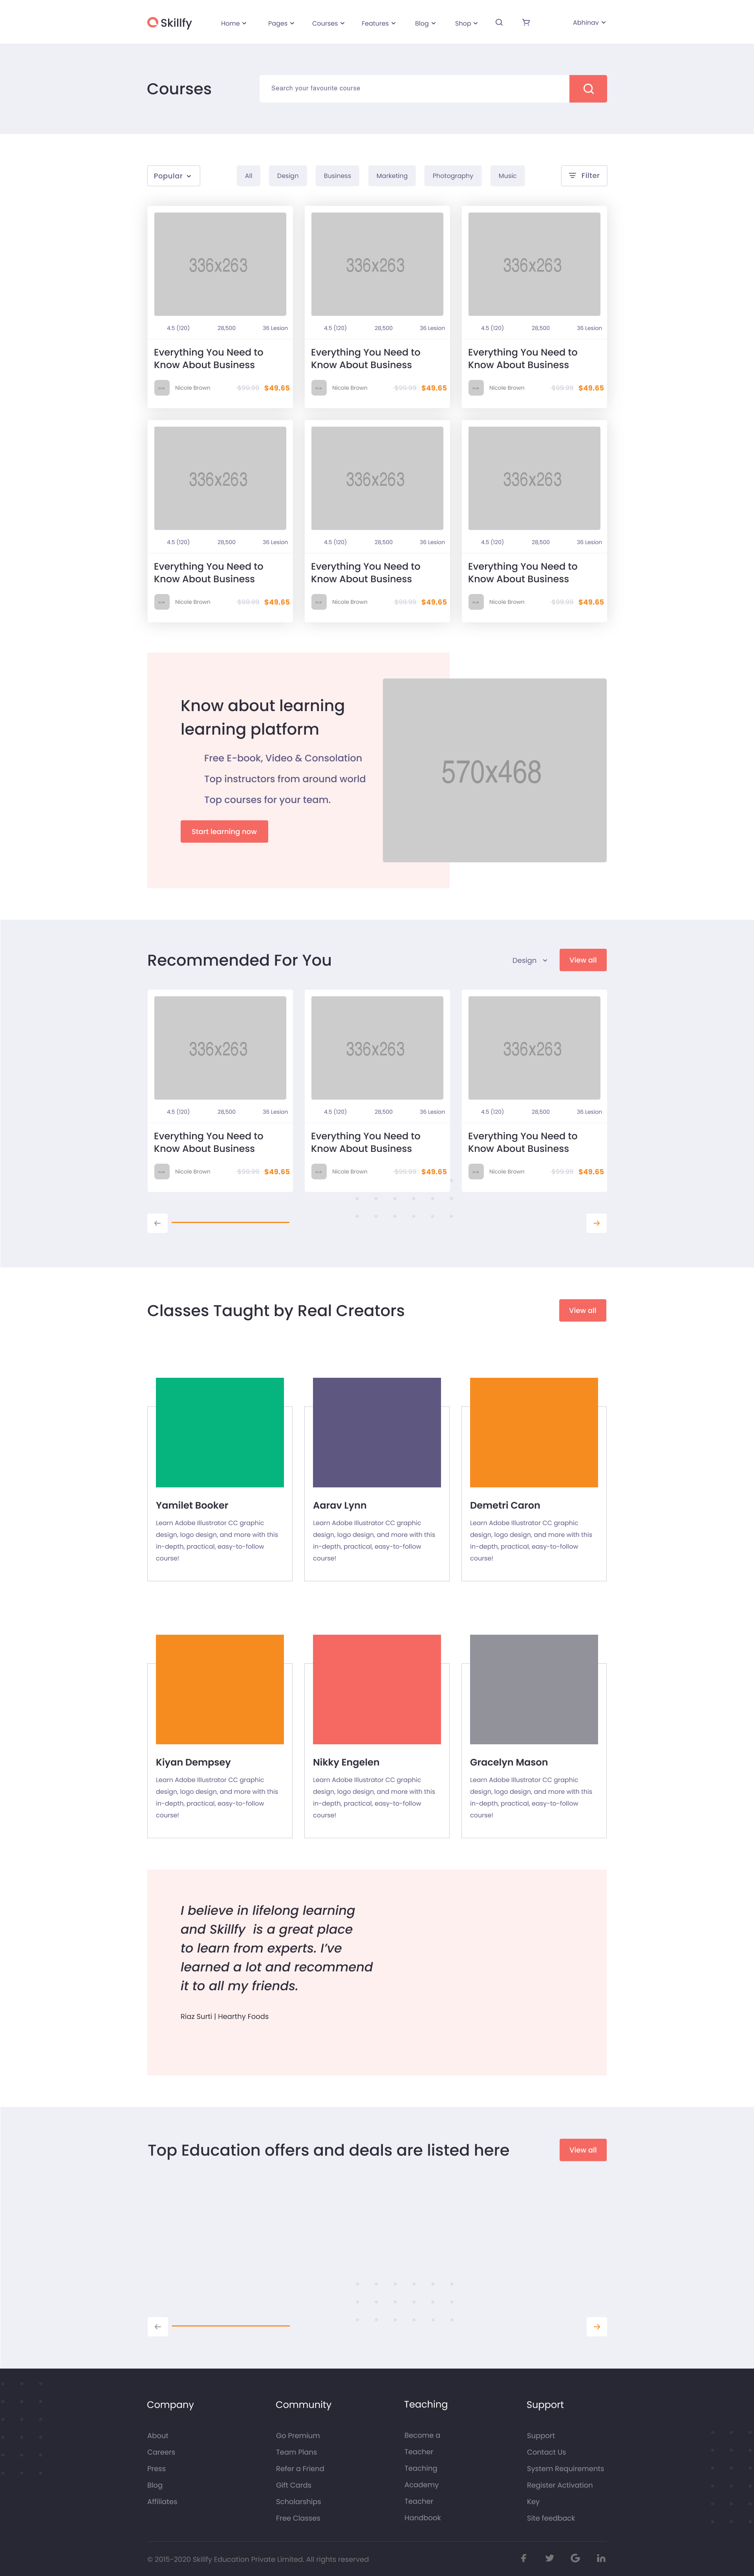 Skillfy Home Pages Courses Features Blog Shop Abhinav
Courses
Search your favourite course
Popular All Design Business Marketing Photography Music Filter
336x263 336x263 336x263
4.5 (120) 28,500 36 Lesion 4.5 (120) 28,500 36 Lesion 4.5 (120) 28,500 36 Lesion
Everything You Need to Everything You Need to Everything You Need to
Know About Business Know About Business Know About Business
Nicole Brown $99.99 $49.65 Nicole Brown $99.99 $49.65 Nicole Brown $99.99 $49.65
336x263 336x263 336x263
4.5 (120) 28,500 36 Lesion 4.5 (120) 28,500 36 Lesion 4.5 (120) 28,500 36 Lesion
Everything You Need to Everything You Need to Everything You Need to
Know About Business Know About Business Know About Business
Nicole Brown $99.99 $49.65 Nicole Brown $99.99 $49.65 Nicole Brown $99.99 $49.65
Know about learning
learning platform
Free E-book, Video & Consolation
Top instructors from around world
Top courses for your team.
Start learning now
570x468
Recommended For You Design View all
336x263 336x263 336x263
4.5 (120) 28,500 36 Lesion 4.5 (120) 28,500 36 Lesion 4.5 (120) 28,500 36 Lesion
Everything You Need to Everything You Need to Everything You Need to
Know About Business Know About Business Know About Business
Nicole Brown $99.99 $49.65 Nicole Brown $99.99 $49.65 Nicole Brown $99.99 $49.65
Classes Taught by Real Creators View all
Yamilet Booker
Learn Adobe Illustrator CC graphic
design, logo design, and more with this
in-depth, practical, easy-to-follow
course!
Aarav Lynn
Learn Adobe Illustrator CC graphic
design, logo design, and more with this
in-depth, practical, easy-to-follow
course!
Demetri Caron
Learn Adobe Illustrator CC graphic
design, logo design, and more with this
in-depth, practical, easy-to-follow
course!
Kiyan Dempsey
Learn Adobe Illustrator CC graphic
design, logo design, and more with this
in-depth, practical, easy-to-follow
course!
Nikky Engelen
Learn Adobe Illustrator CC graphic
design, logo design, and more with this
in-depth, practical, easy-to-follow
course!
Gracelyn Mason
Learn Adobe Illustrator CC graphic
design, logo design, and more with this
in-depth, practical, easy-to-follow
course!
I believe in lifelong learning
and Skillfy is a great place
to learn from experts. I've
learned a lot and recommend
it to all my friends.
Riaz Surti | Hearthy Foods
Top Education offers and deals are listed here View all
Company
About
Careers
Press
Blog
Affiliates
Community
Go Premium
Team Plans
Refer a Friend
Gift Cards
Scholarships
Free Classes
Teaching
Become a
Teacher
Teaching
Academy
Teacher
Handbook
Support
Support
Contact Us
System Requirements
Register Activation
Key
Site feedback
© 2015-2020 Skillfy Education Private Limited. All rights reserved